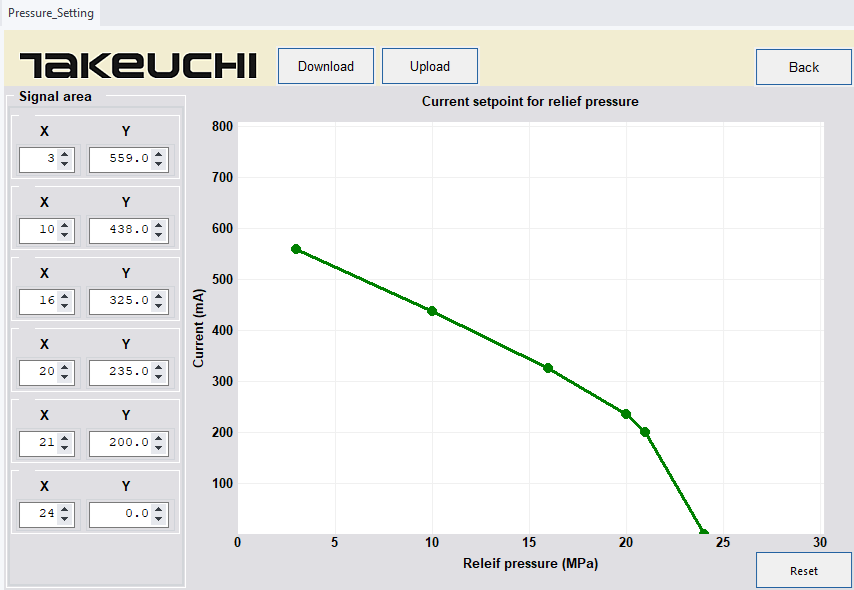 Pressure_Setting
TAKEUCHI
Download
Upload
Back
Signal area
X Y
3 559.0
X Y
10 438.0
X Y
16 325.0
X Y
20 235.0
X Y
21 200.0
X Y
24 0.0
Current setpoint for relief pressure
Current (mA)
800
700
600
500
400
300
200
100
0 5 10 15 20 25 30
Releif pressure (MPa)
Reset